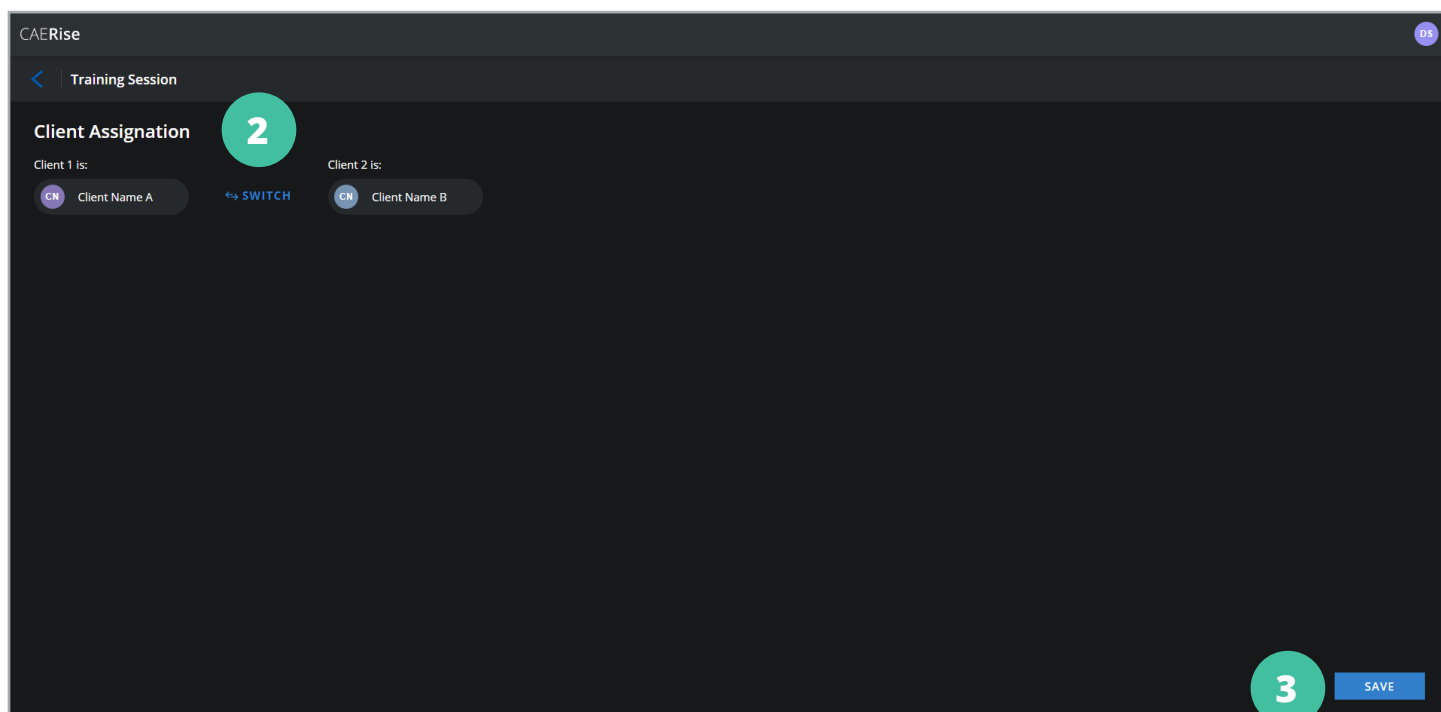 CAERise
DS
Training Session
Client Assignation
2
Client 1 is:
Client 2 is:
CN Client Name A
SWITCH
CN Client Name B
3
SAVE